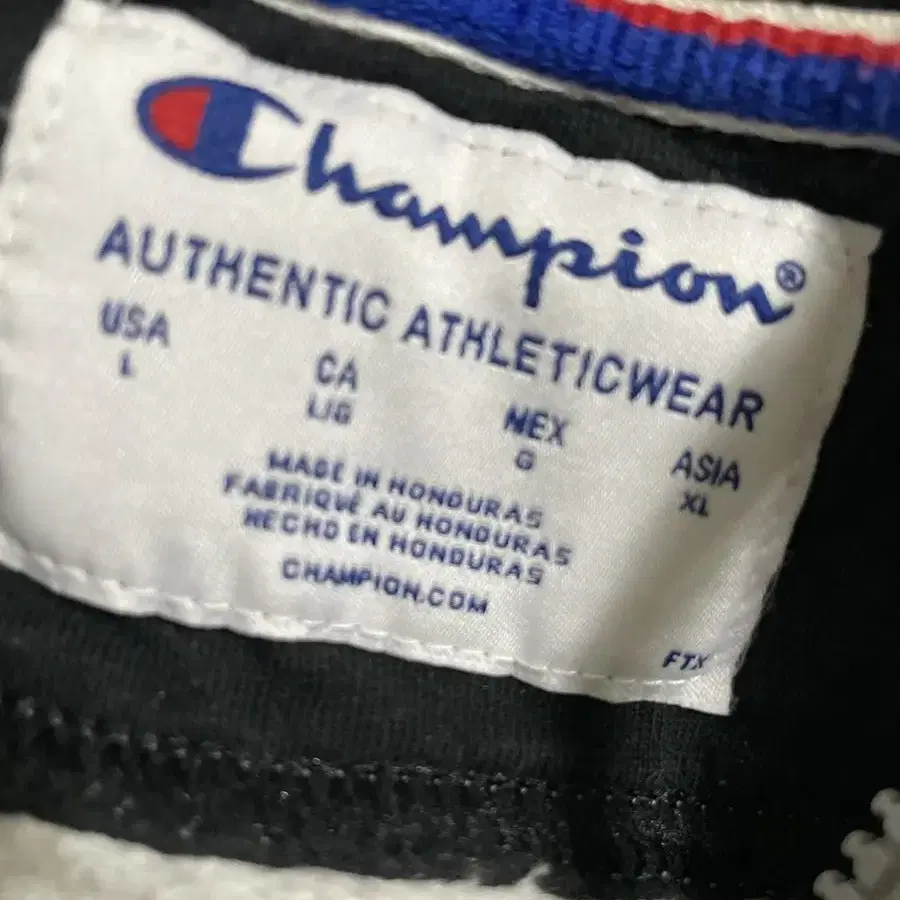 Champion®
AUTHENTIC ATHLETICWEAR
USA CA MEX ASIA
L L/G G XL
MADE IN HONDURAS
FABRIQUÉ AU HONDURAS
HECHO EN HONDURAS
CHAMPION.COM
FTX